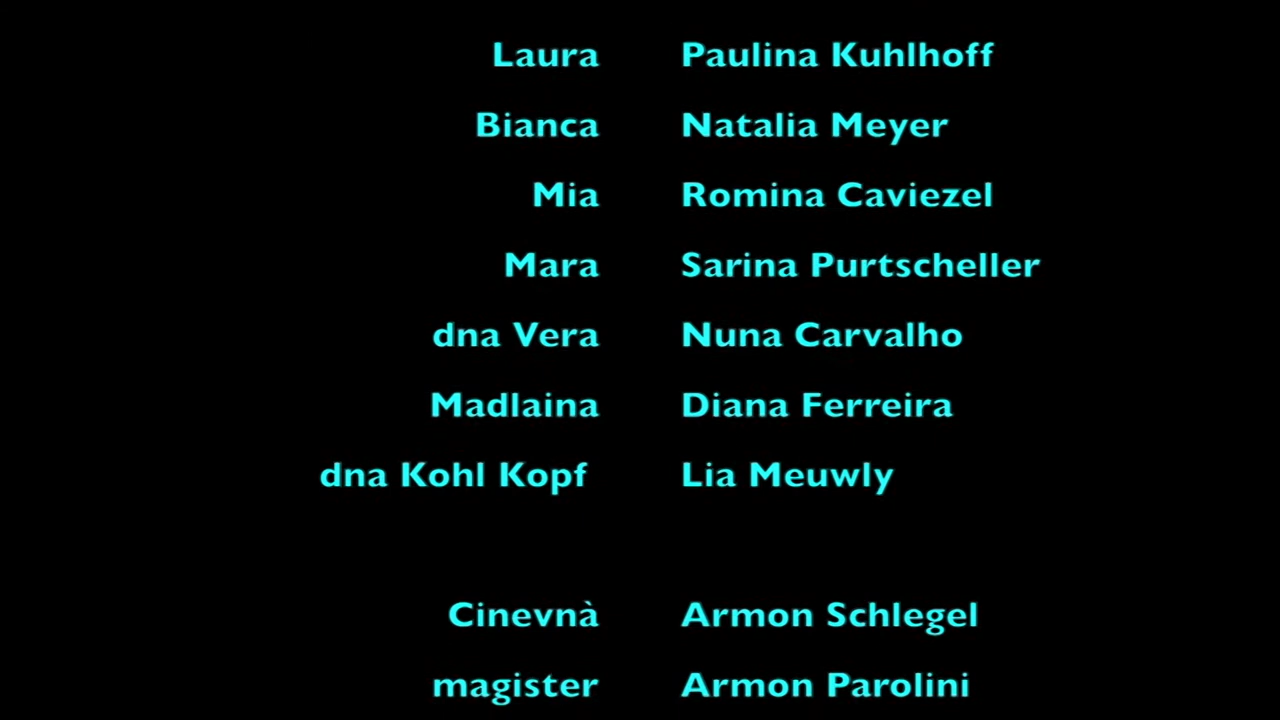 Laura Paulina Kuhlhoff
Bianca Natalia Meyer
Mia Romina Caviezel
Mara Sarina Purtscheller
dna Vera Nuna Carvalho
Madlaina Diana Ferreira
dna Kohl Kopf Lia Meuwly
Cinevnà Armon Schlegel
magister Armon Parolini